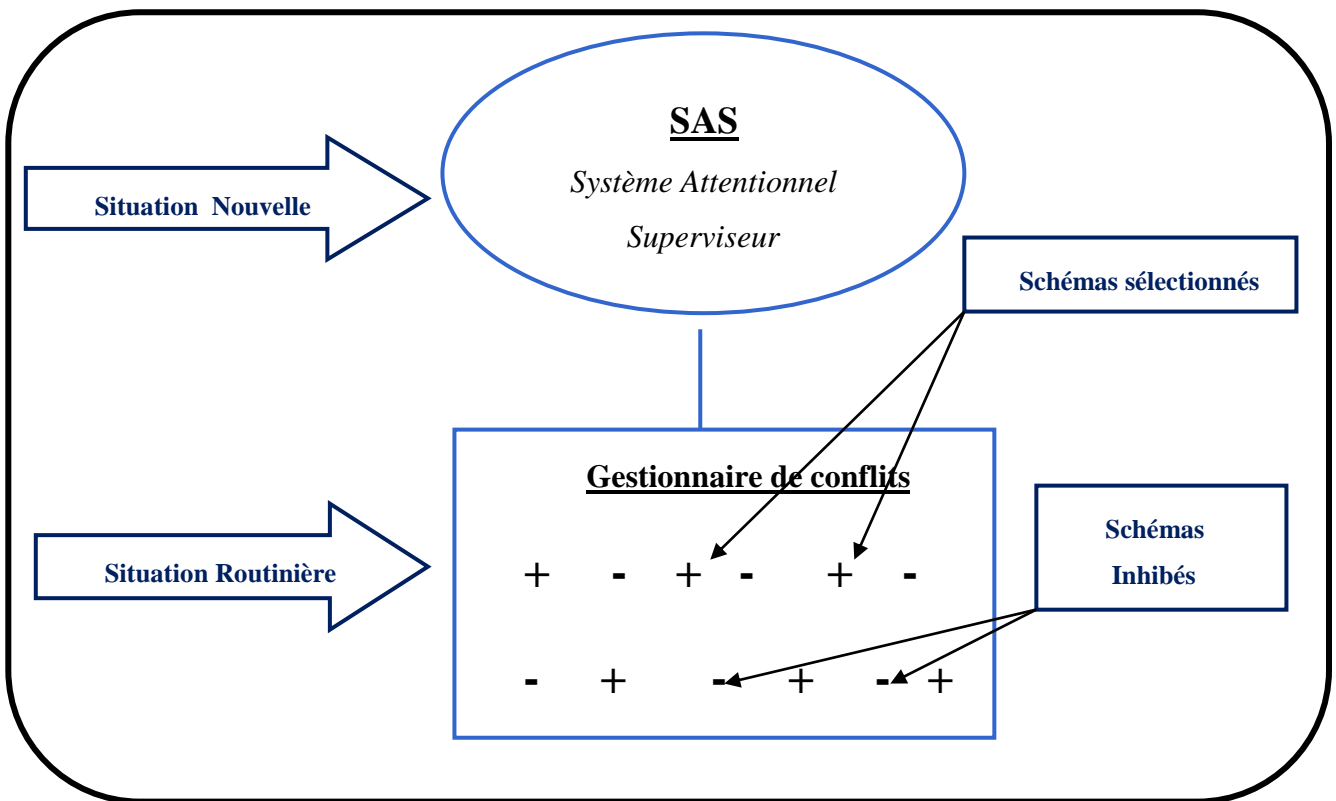 SAS
Système Attentionnel
Superviseur
Situation Nouvelle
Schémas sélectionnés
Gestionnaire de conflits
Situation Routinière
+ - + - + -
Schémas
Inhibés
- + - + - +